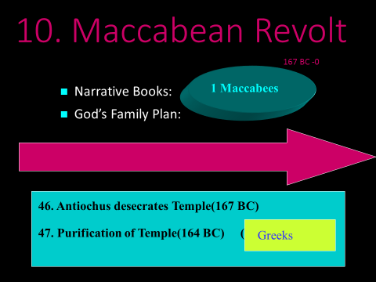 10. Maccabean Revolt
167 BC -0
Narrative Books:
1 Maccabees
God's Family Plan:
46. Antiochus desecrates Temple(167 BC)
47. Purification of Temple(164 BC) (
Greeks